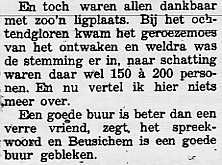 En toch waren allen dankbaar
met zoo'n ligplaats. Bij het och-
tendgloren kwam het geroezemoes
van het ontwaken en weldra was
de stemming er in, naar schatting
waren daar wel 150 à 200 perso-
nen. En nu vertel ik hier niets
meer over.
Een goede buur is beter dan een
verre vriend, zegt het spreek-
woord en Beusichem is een goede
buur gebleken.